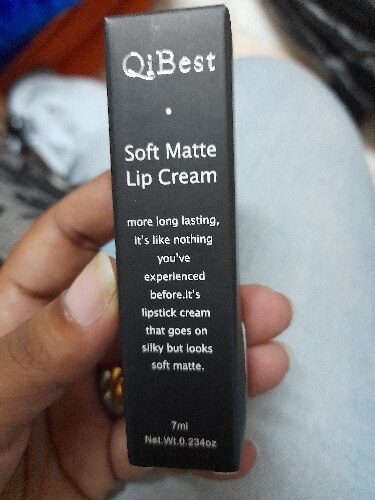 QiBest
Soft Matte
Lip Cream
more long lasting,
it's like nothing
you've
experienced
before.It's
lipstick cream
that goes on
silky but looks
soft matte.
7ml
Net.Wt.0.234oz